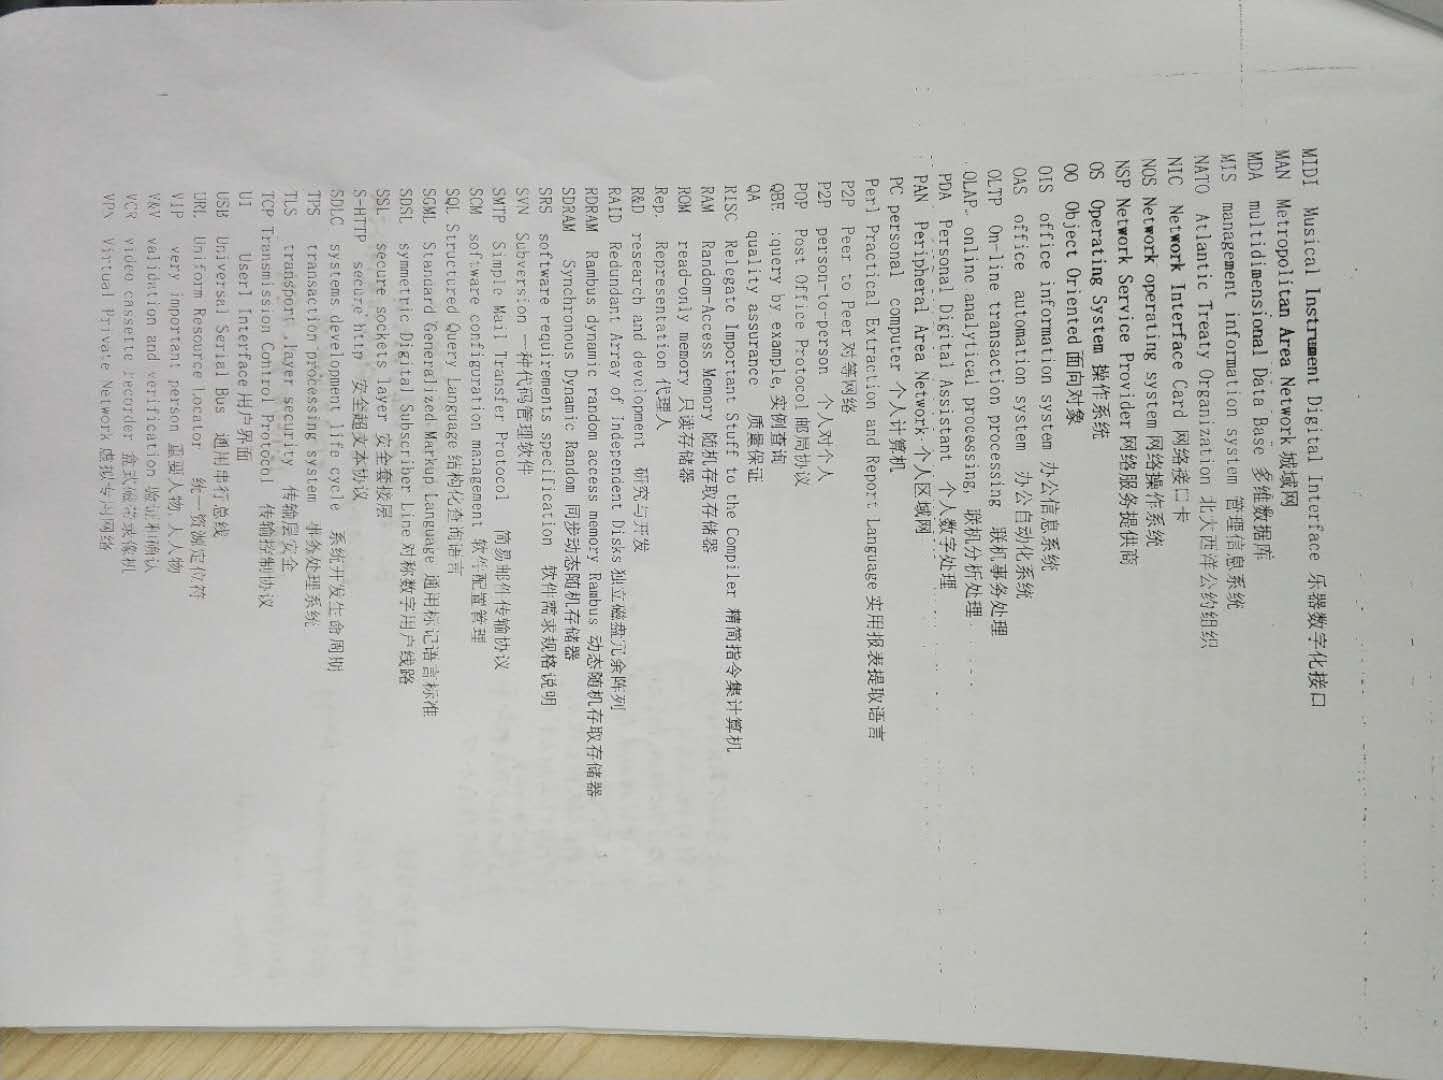 MIDI Musical Instrument Digital Interface 乐器数字化接口
MAN Metropolitan Area Network 城域网
MDA multidimensional Data Base 多维数据库
MIS management information system 管理信息系统
NATO Atlantic Treaty Organization 北大西洋公约组织
NIC Network Interface Card 网络接口卡
NOS Network operating system 网络操作系统
NSP Network Service Provider 网络服务提供商
OS Operating System 操作系统
OO Object Oriented 面向对象
OIS office information system 办公信息系统
OAS office automation system 办公自动化系统
OLTP On-line transaction processing 联机事务处理
OLAP online analytical processing, 联机分析处理
PDA Personal Digital Assistant 个人数字处理
PAN Peripheral Area Network 个人区域网
PC personal computer 个人计算机
Perl Practical Extraction and Report Language 实用报表提取语言
P2P Peer to Peer 对等网络
P2P person-to-person 个人对个人
POP Post Office Protocol 邮局协议
QBE :query by example,实例查询
QA quality assurance 质量保证
RISC Relegate Important Stuff to the Compiler 精简指令集计算机
RAM Random-Access Memory 随机存取存储器
ROM read-only memory 只读存储器
Rep. Representation 代理人
R&D research and development 研究与开发
RAID Redundant Array of Independent Disks 独立磁盘冗余阵列
RDRAM Rambus dynamic random access memory Rambus 动态随机存取存储器
SDRAM Synchronous Dynamic Random 同步动态随机存储器
SRS software requirements specification 软件需求规格说明
SVN Subversion 一种代码管理软件
SMTP Simple Mail Transfer Protocol 简易邮件传输协议
SCM software configuration management 软件配置管理
SQL Structured Query Language 结构化查询语言
SGML Standard Generalized Markup Language 通用标记语言标准
SDSL symmetric Digital Subscriber Line 对称数字用户线路
SSL secure sockets layer 安全套接层
S-HTTP secure http 安全超文本协议
SDLC systems development life cycle 系统开发生命周期
TPS transaction processing system 事务处理系统
TLS transport layer security 传输层安全
TCP Transmission Control Protocol 传输控制协议
UI Userl Interface 用户界面
USB Universal Serial Bus 通用串行总线
URL Uniform Resource Locator 统一资源定位符
VIP very important person 重要人物,大人物
V&V validation and verification 验证和确认
VCR video cassette recorder 盒式磁带录像机
VPN Virtual Private Network 虚拟专用网络